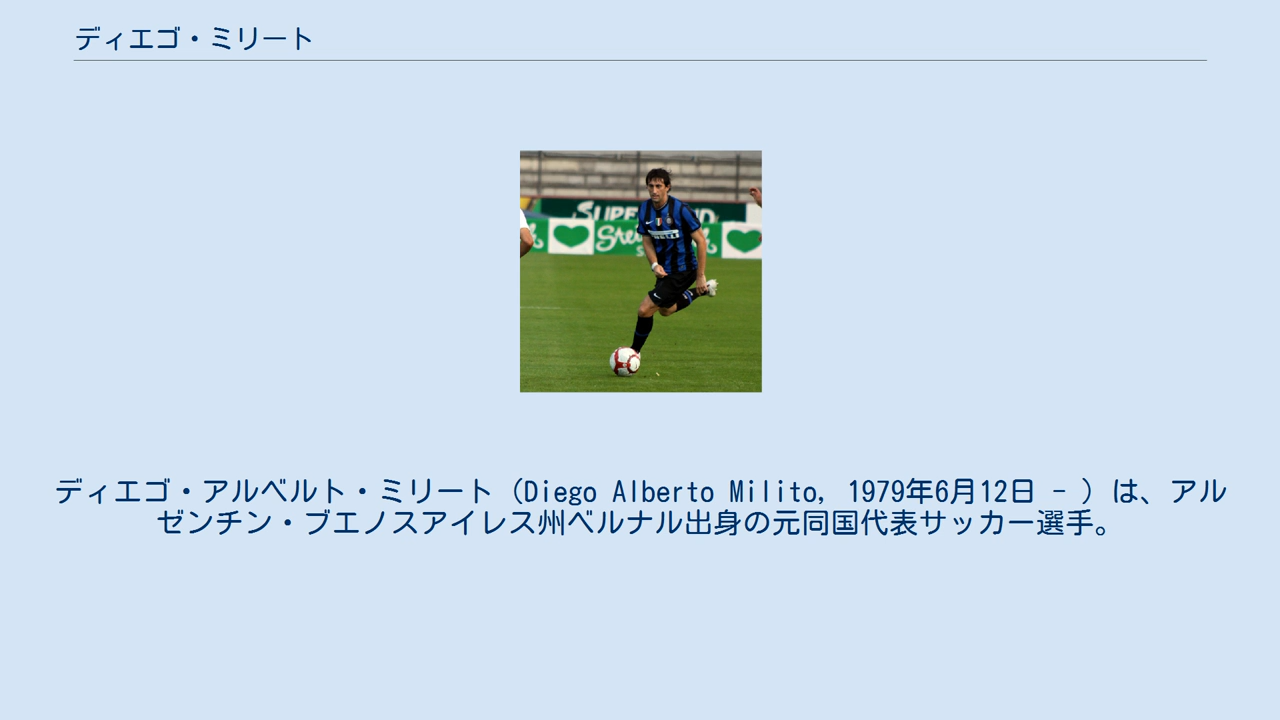 ディエゴ・ミリート
SUPER
PIRELLI
ディエゴ・アルベルト・ミリート（Diego Alberto Milito, 1979年6月12日 - ）は、アル
ゼンチン・ブエノスアイレス州ベルナル出身の元同国代表サッカー選手。